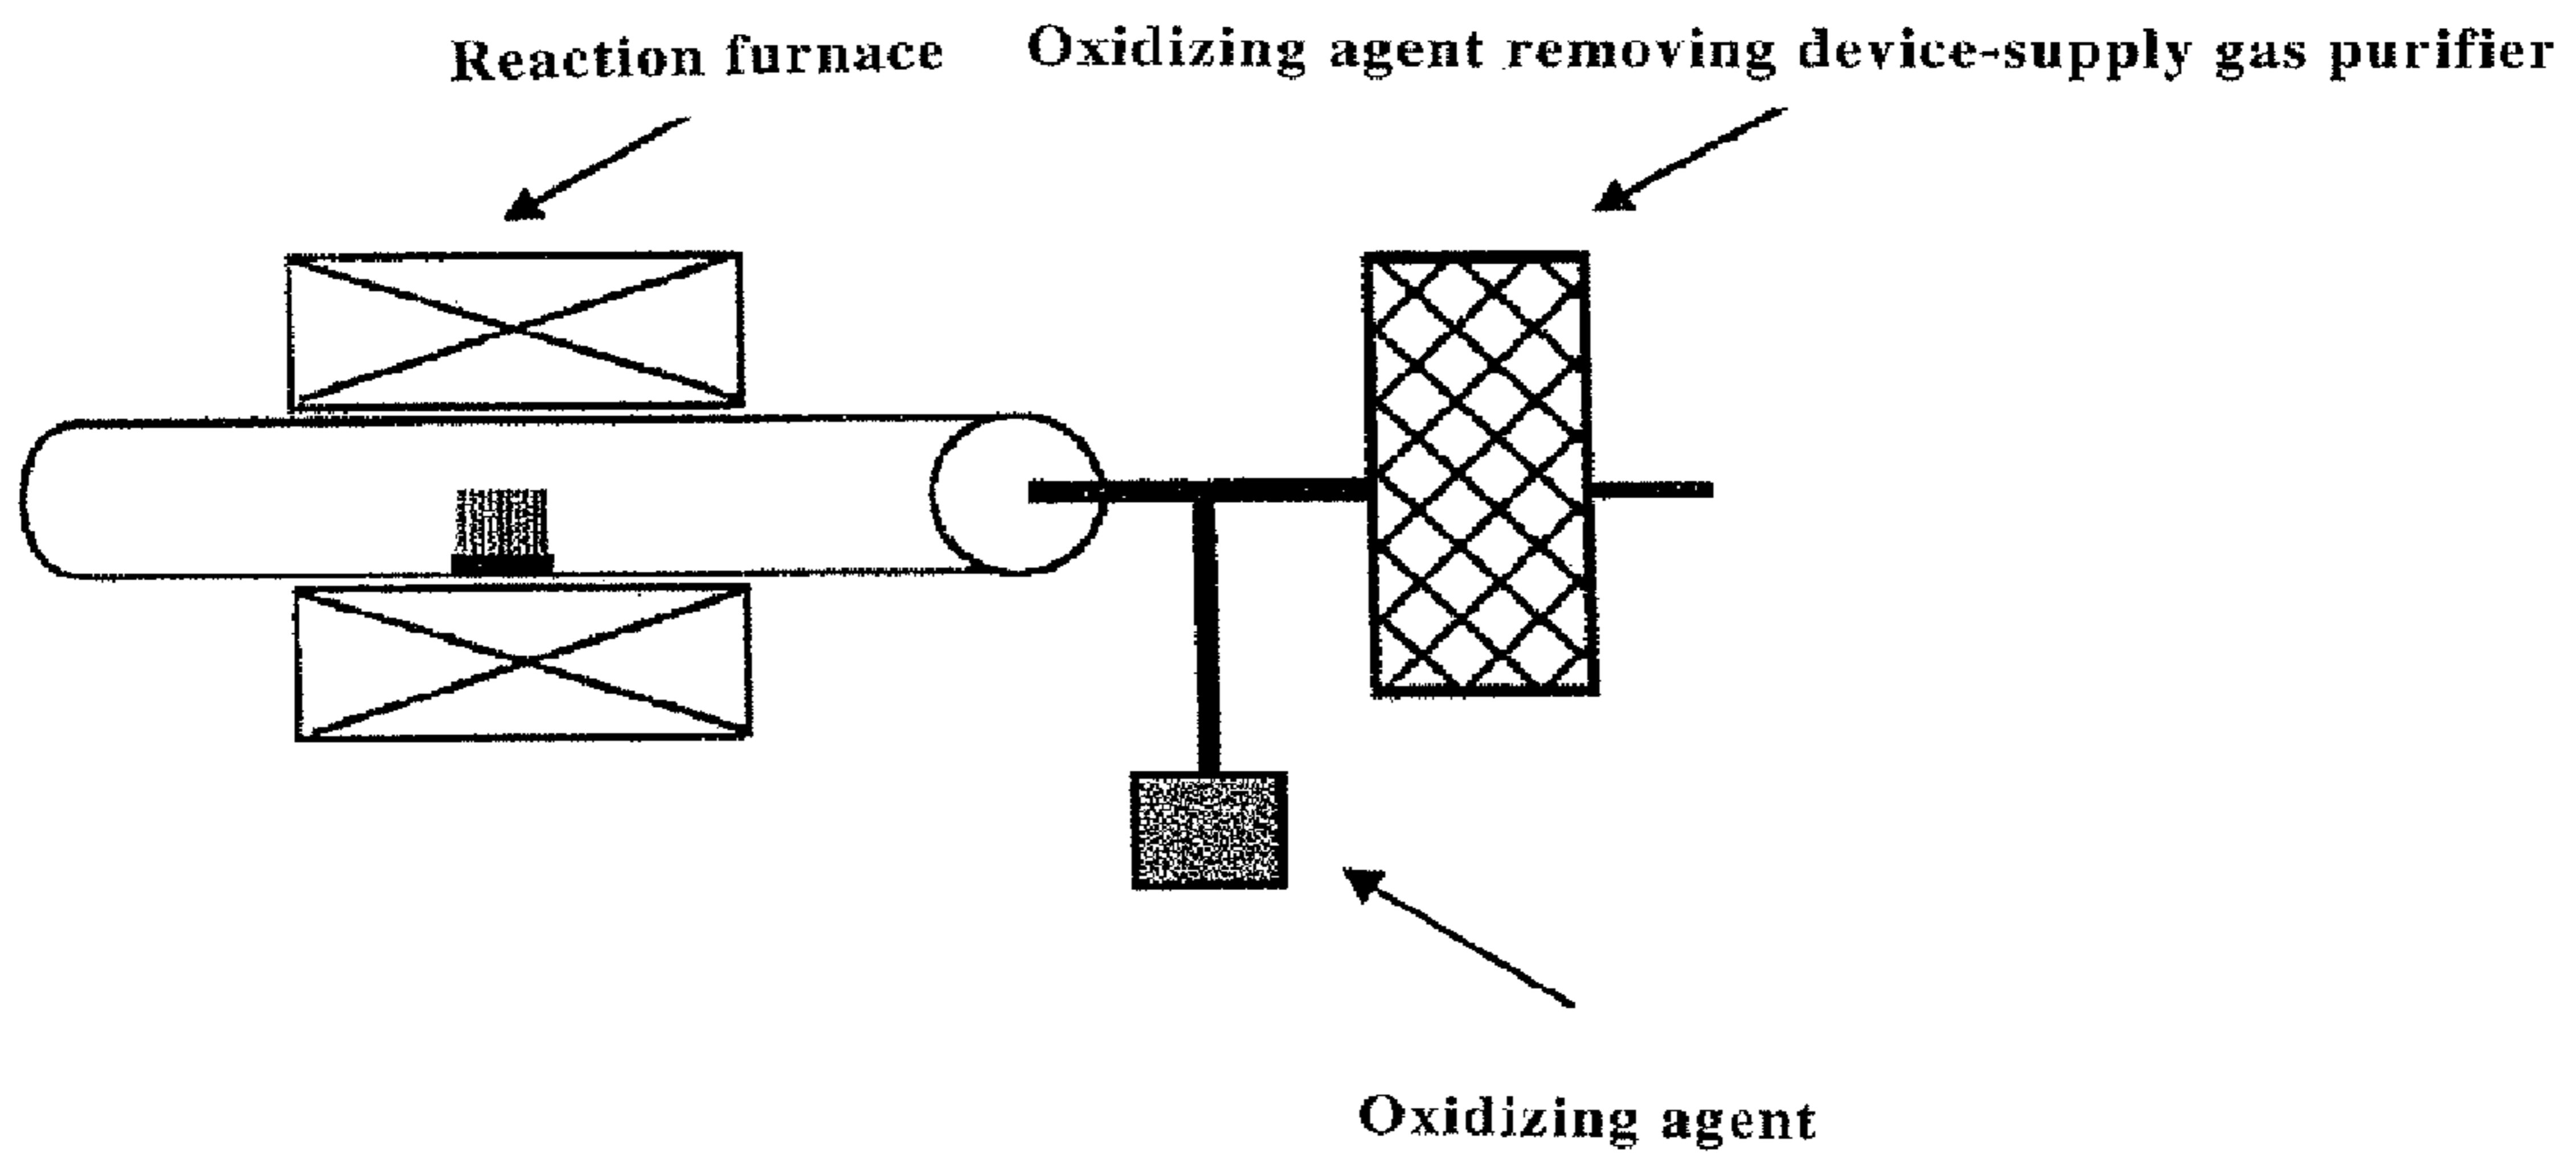 Reaction furnace
Oxidizing agent removing device-supply gas purifier
Oxidizing agent